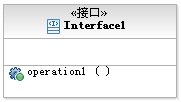 «接口»
Interface1
operation1 ( )